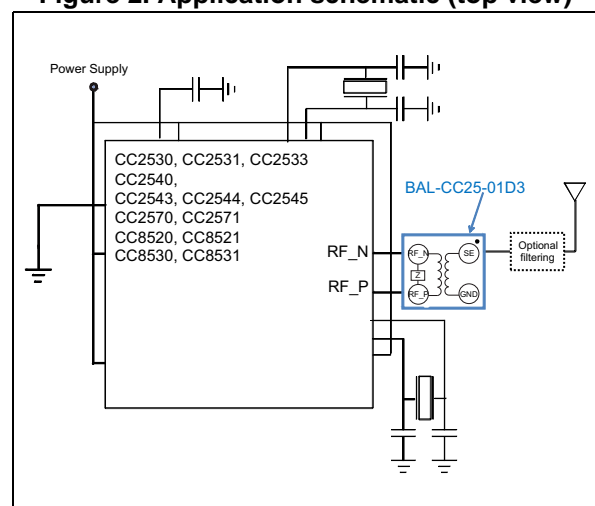 Figure 2. Application schematic (top view)
Power Supply
CC2530, CC2531, CC2533
CC2540,
CC2543, CC2544, CC2545
CC2570, CC2571
CC8520, CC8521
CC8530, CC8531
RF_N
RF_P
BAL-CC25-01D3
RF_N
SE
Z
RF_P
GND
Optional
filtering